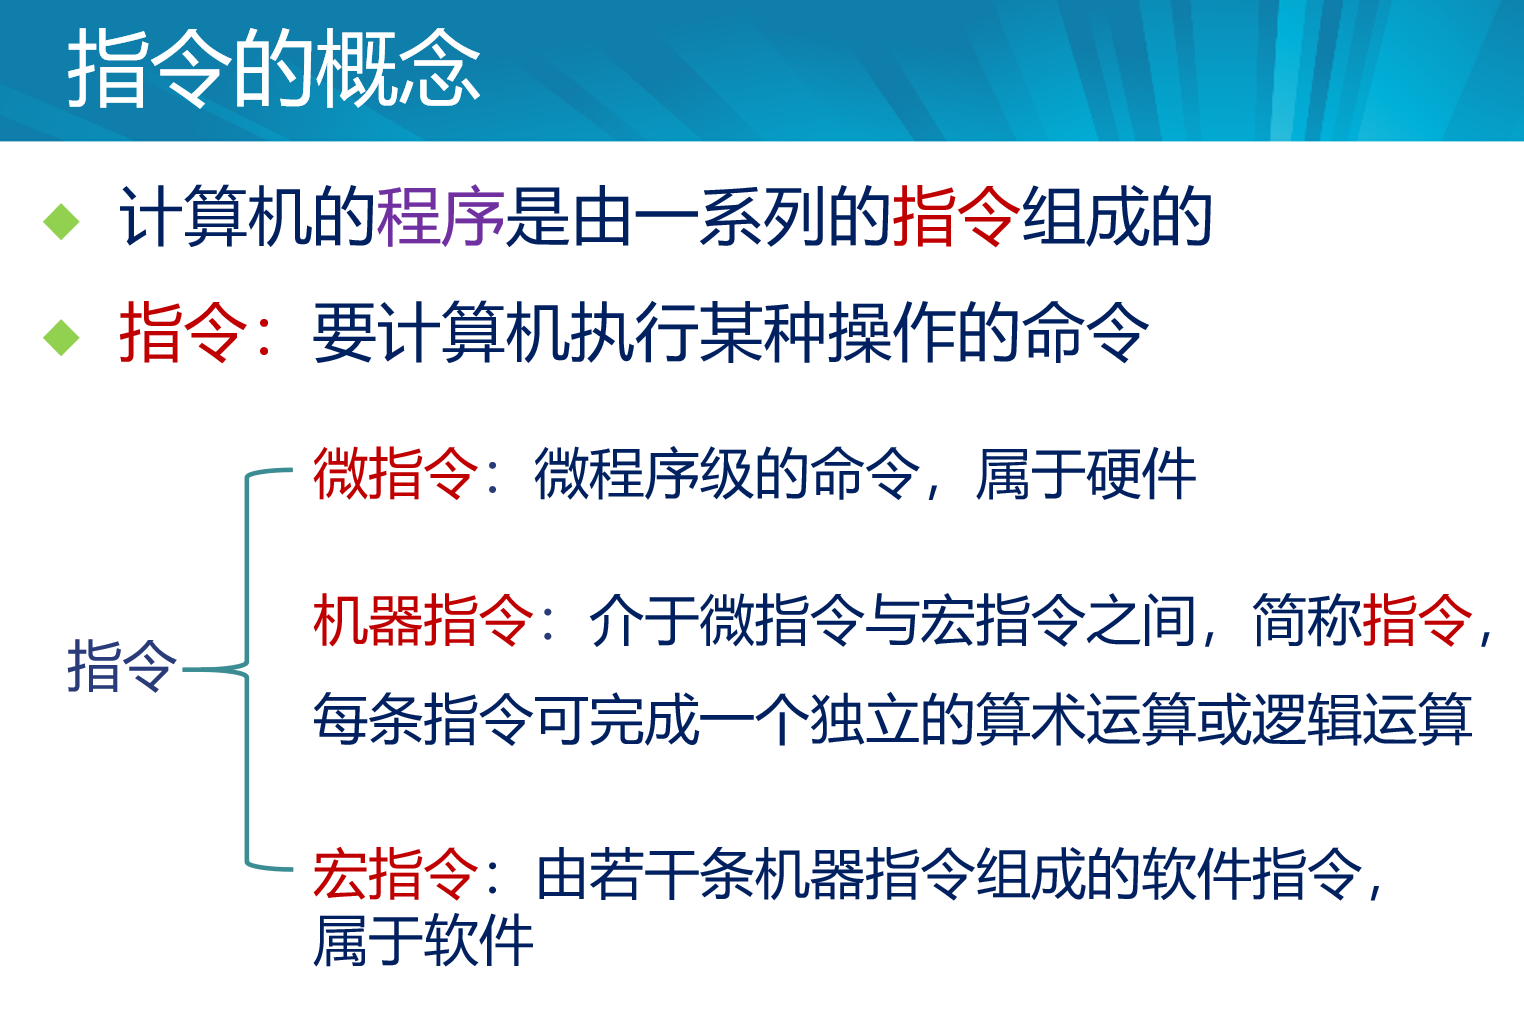 指令的概念
计算机的程序是由一系列的指令组成的
指令：要计算机执行某种操作的命令
微指令：微程序级的命令，属于硬件
机器指令：介于微指令与宏指令之间，简称指令，
指令
每条指令可完成一个独立的算术运算或逻辑运算
宏指令：由若干条机器指令组成的软件指令，
属于软件